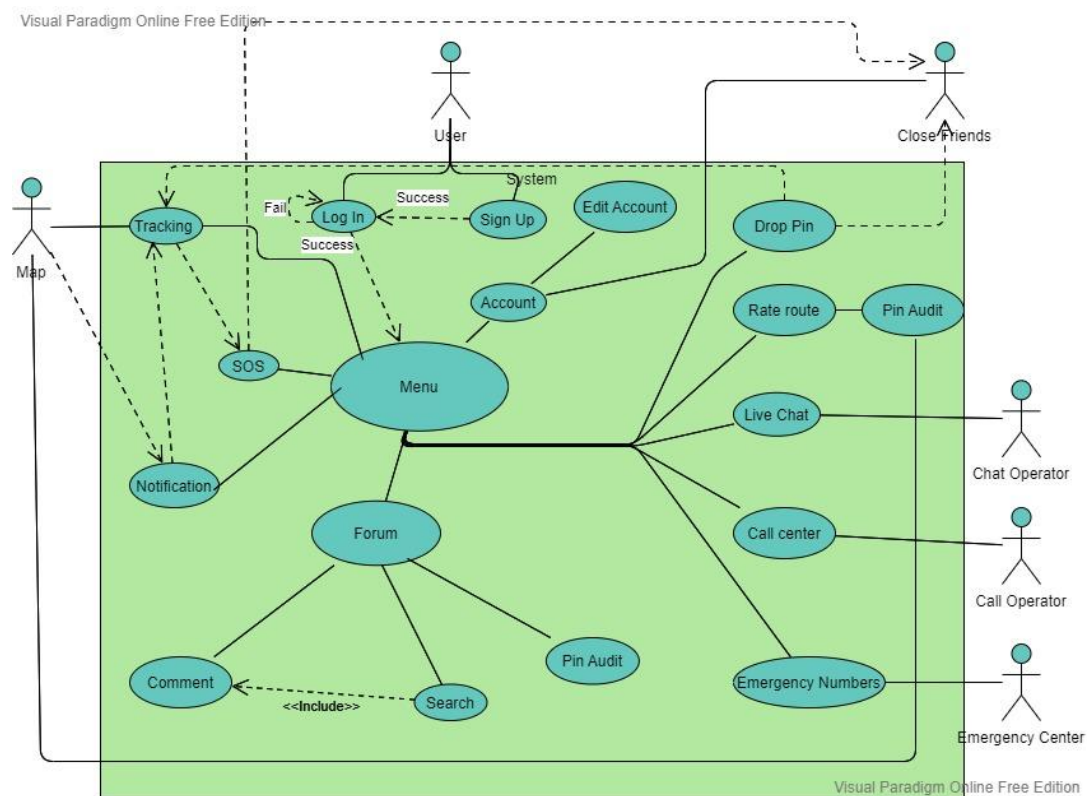 Visual Paradigm Online Free Edition
User
Close Friends
System
Map
Tracking
Fail
Log In
Success
Sign Up
Edit Account
Drop Pin
Success
Account
Rate route
Pin Audit
SOS
Menu
Live Chat
Chat Operator
Notification
Forum
Call center
Call Operator
Comment
<<Include>>
Search
Pin Audit
Emergency Numbers
Emergency Center
Visual Paradigm Online Free Edition